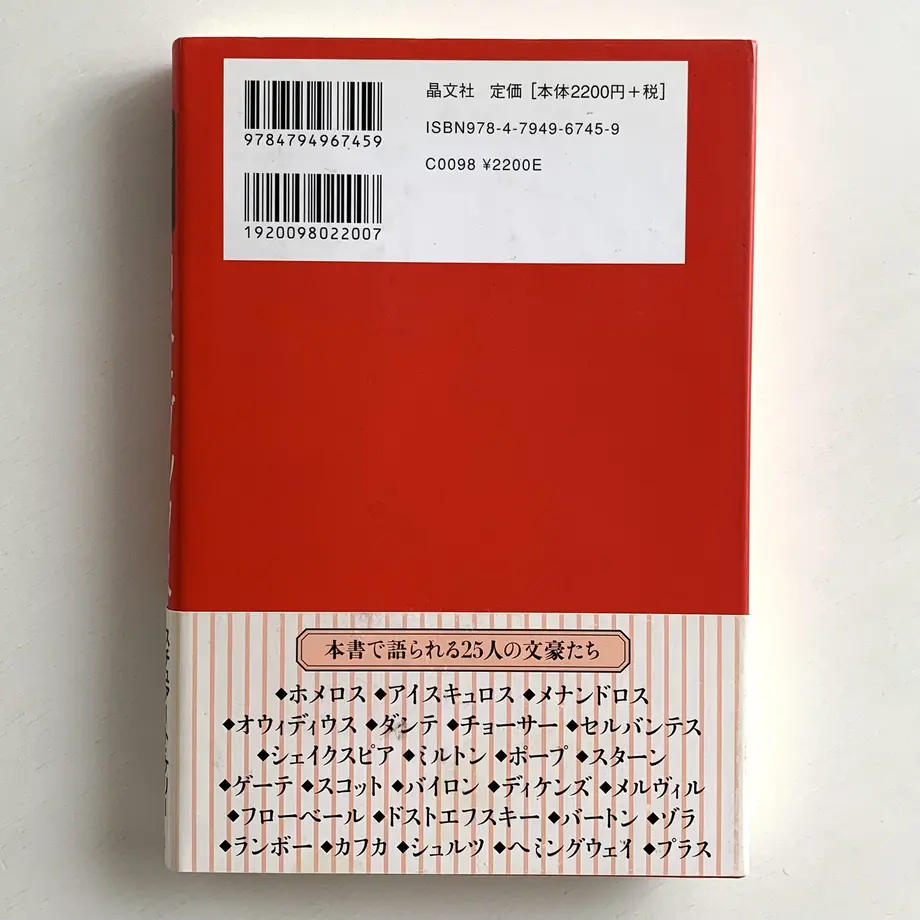 9784794967459
1920098022007
晶文社 定価[本体2200円+税]
ISBN978-4-7949-6745-9
C0098 ¥2200E
本書で語られる25人の文豪たち
◆ホメロス ◆アイスキュロス ◆メナンドロス
◆オウィディウス ◆ダンテ ◆チョーサー ◆セルバンテス
◆シェイクスピア ◆ミルトン ◆ポープ ◆スターン
◆ゲーテ ◆スコット ◆バイロン ◆ディケンズ ◆メルヴィル
◆フローベール ◆ドストエフスキー ◆バートン ◆ゾラ
◆ランボー ◆カフカ ◆シュルツ ◆ヘミングウェイ ◆プラス